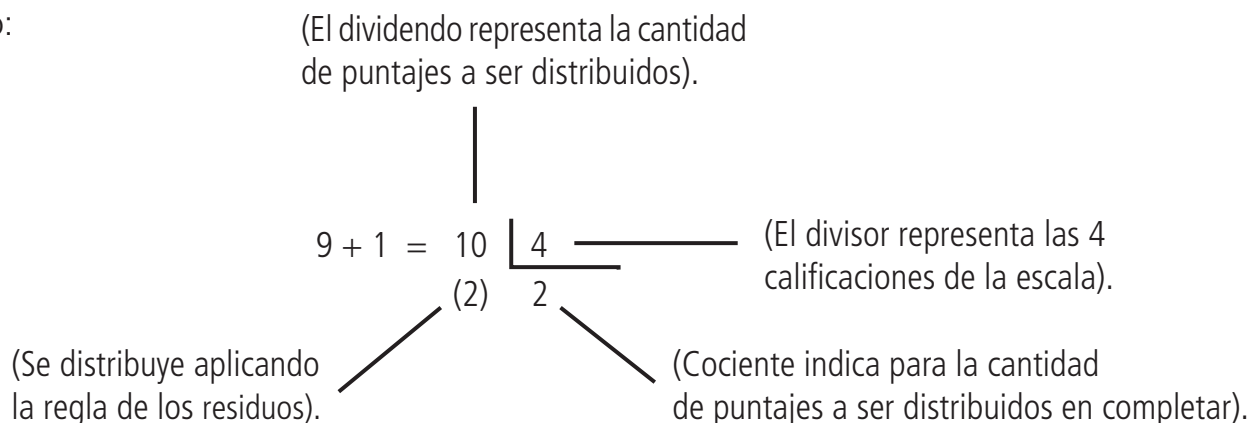 o:
(El dividendo representa la cantidad
de puntajes a ser distribuidos).
9 + 1 = 10 4
(El divisor representa las 4
calificaciones de la escala).
(2) 2
(Se distribuye aplicando
la regla de los residuos).
(Cociente indica para la cantidad
de puntajes a ser distribuidos en completar).